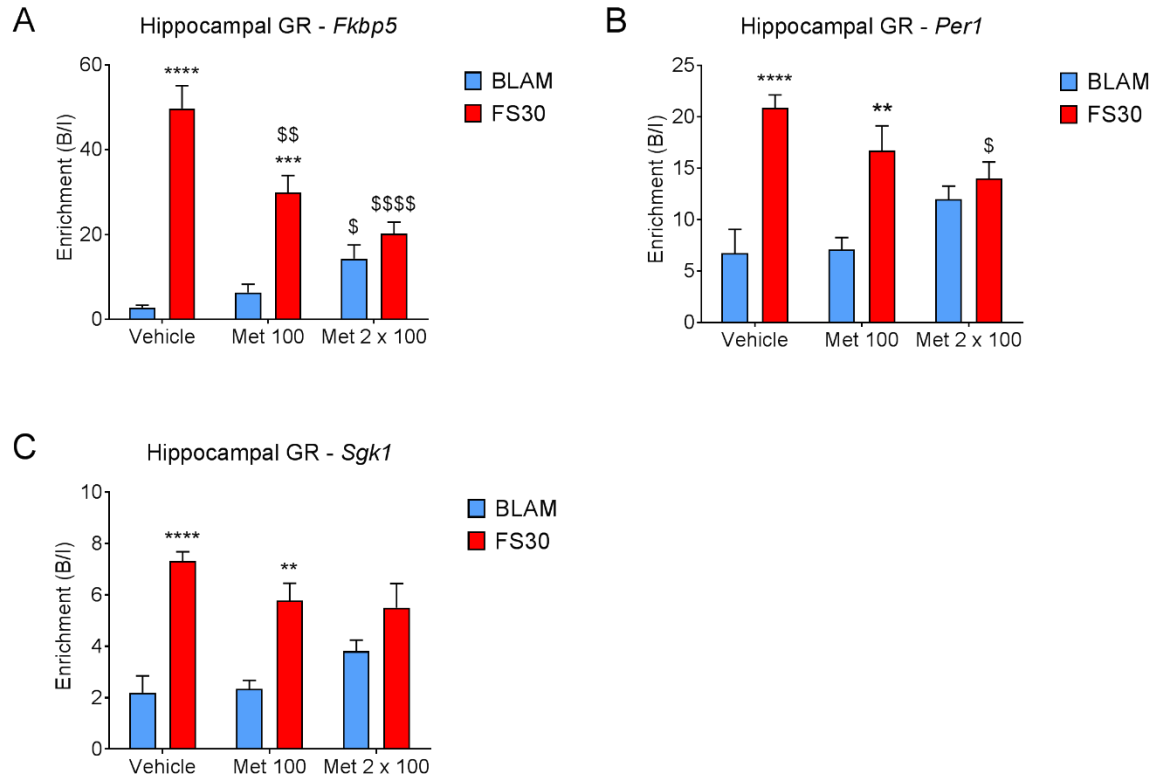 A
Hippocampal GR - Fkbp5
Enrichment (B/I)
60
40
20
0
****
$$
***
$
$$$$
Vehicle
Met 100
Met 2 x 100
BLAM
FS30
B
Hippocampal GR - Per1
Enrichment (B/I)
25
20
15
10
5
0
****
**
$
Vehicle
Met 100
Met 2 x 100
BLAM
FS30
C
Hippocampal GR - Sgk1
Enrichment (B/I)
10
8
6
4
2
0
****
**
Vehicle
Met 100
Met 2 x 100
BLAM
FS30